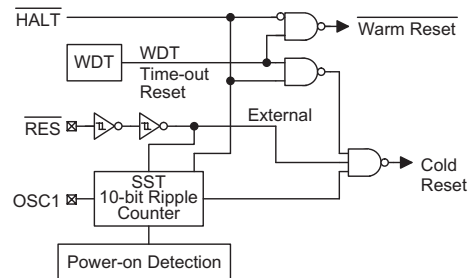 HALT
Warm Reset
WDT
WDT
Time-out
Reset
External
RES
Cold
Reset
SST
10-bit Ripple
Counter
OSC1
Power-on Detection